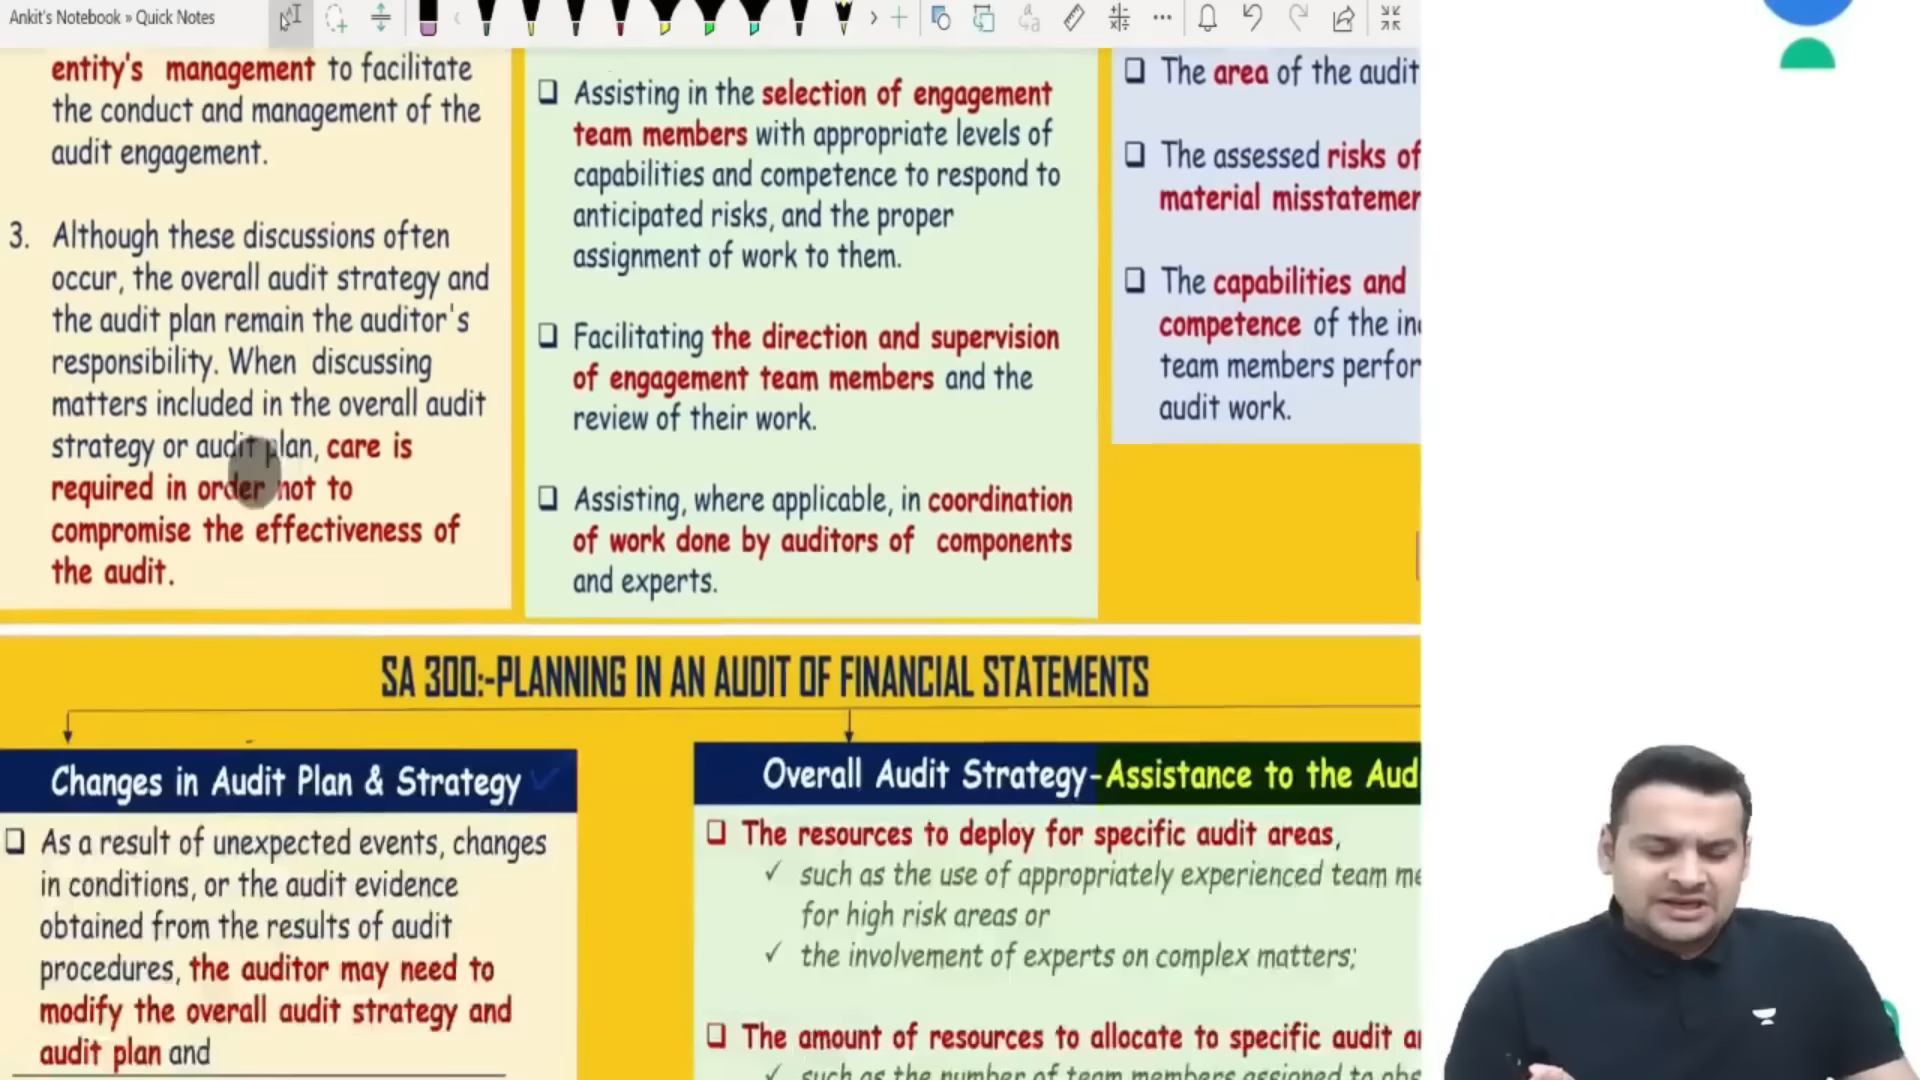 Ankit's Notebook » Quick Notes
entity's management to facilitate
the conduct and management of the
audit engagement.
3. Although these discussions often
occur, the overall audit strategy and
the audit plan remain the auditor's
responsibility. When discussing
matters included in the overall audit
strategy or audit plan, care is
required in order not to
compromise the effectiveness of
the audit.
❑ Assisting in the selection of engagement
team members with appropriate levels of
capabilities and competence to respond to
anticipated risks, and the proper
assignment of work to them.
❑ Facilitating the direction and supervision
of engagement team members and the
review of their work.
❑ Assisting, where applicable, in coordination
of work done by auditors of components
and experts.
❑ The area of the audit
❑ The assessed risks of
material
❑ The capabilities and
competence of the
team members
audit work.
SA 300:-PLANNING IN AN AUDIT OF FINANCIAL STATEMENTS
Changes in Audit Plan & Strategy
❑ As a result of unexpected events, changes
in conditions, or the audit evidence
obtained from the results of audit
procedures, the auditor may need to
modify the overall audit strategy and
audit plan and
Overall Audit Strategy-Assistance to the
❑ The resources to deploy for specific audit areas,
✓ such as the use of appropriately experienced team
for high risk areas or
✓ the involvement of experts on complex matters;
❑ The amount of resources to allocate to specific audit
✓ such as the number of team members assigned to